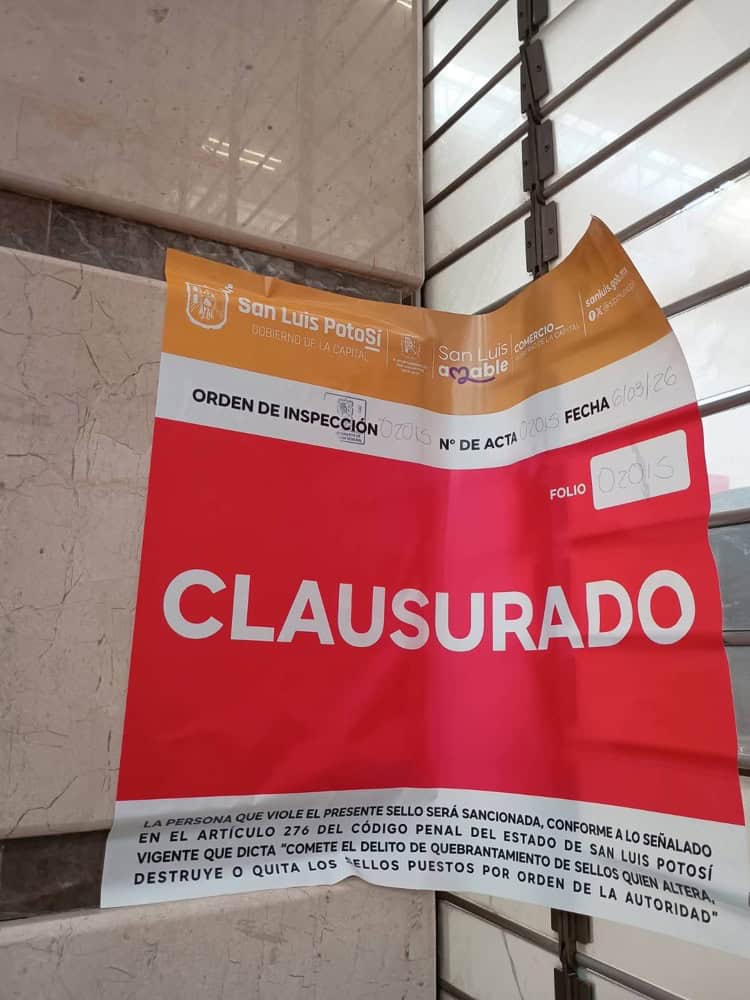 San Luis PotoSí
GOBIERNO DE LA CAPITAL
San Luis
amable
COMERCIO
GOBIERNO DE LA CAPITAL
sanluis.gob.mx
ORDEN DE INSPECCIÓN 02015 Nº DE ACTA 02015 FECHA 6/03/26
FOLIO 02015
CLAUSURADO
LA PERSONA QUE VIOLE EL PRESENTE SELLO SERÁ SANCIONADA, CONFORME A LO SEÑALADO
EN EL ARTÍCULO 276 DEL CÓDIGO PENAL DEL ESTADO DE SAN LUIS POTOSÍ
VIGENTE QUE DICTA "COMETE EL DELITO DE QUEBRANTAMIENTO DE SELLOS QUIEN ALTERA,
DESTRUYE O QUITA LOS SELLOS PUESTOS POR ORDEN DE LA AUTORIDAD"